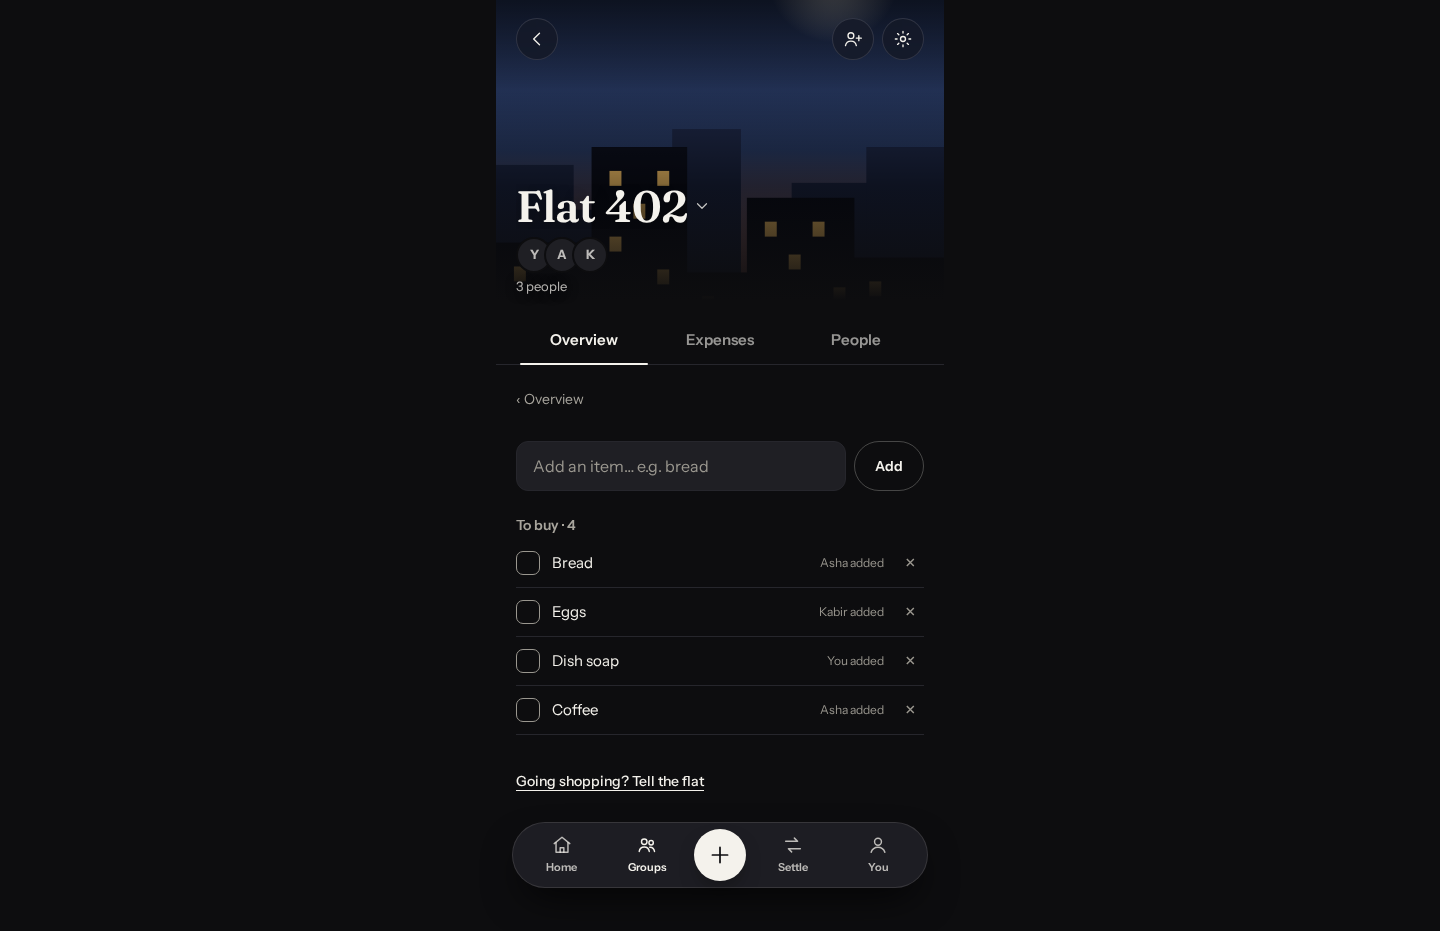 Flat 402
Y A K
3 people
Overview Expenses People
‹ Overview
Add an item... e.g. bread Add
To buy · 4
Bread Asha added ×
Eggs Kabir added ×
Dish soap You added ×
Coffee Asha added ×
Going shopping? Tell the flat
Home Groups Settle You